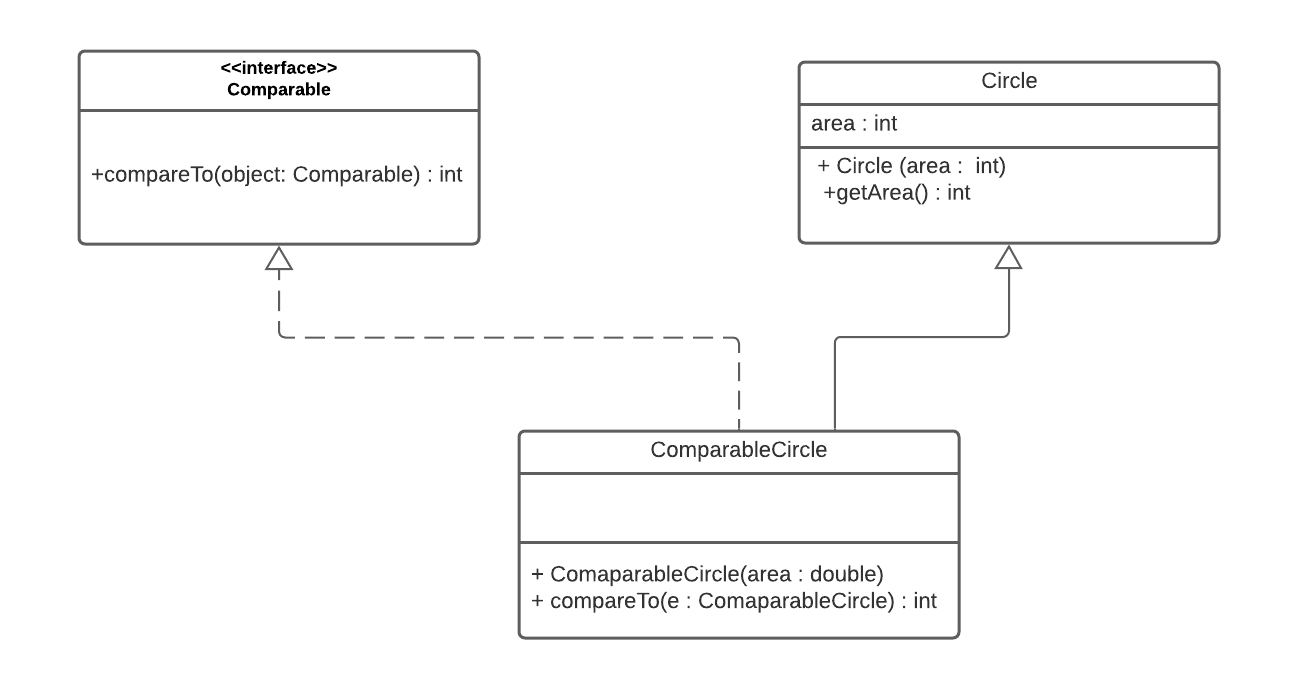 <<interface>>
Comparable
+compareTo(object: Comparable) : int
Circle
area : int
+ Circle (area :  int)
+getArea() : int
ComparableCircle
+ ComaparableCircle(area : double)
+ compareTo(e : ComaparableCircle) : int